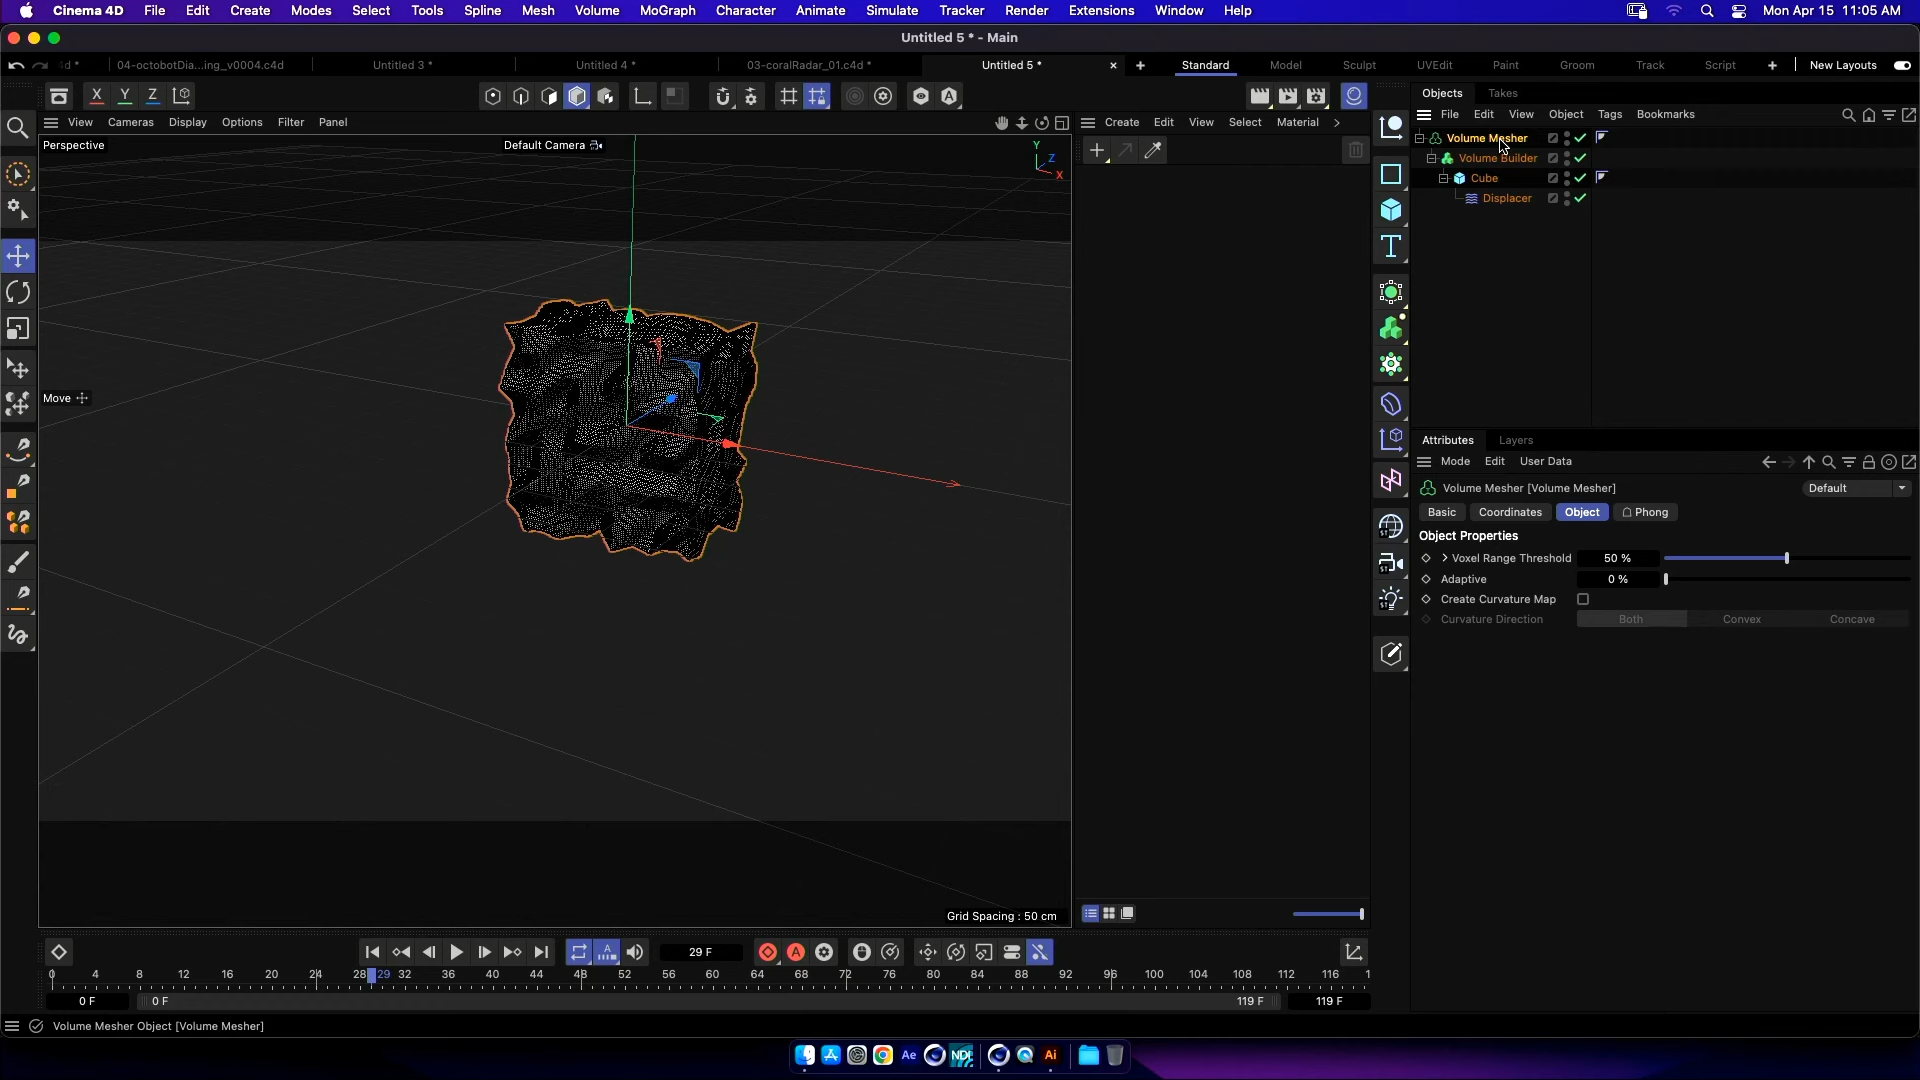 Cinema 4D File Edit Create Modes Select Tools Spline Mesh Volume MoGraph Character Animate Simulate Tracker Render Extensions Window Help Mon Apr 15 11:05 AM
Untitled 5 * - Main
4d * 04-octobotDia...ing_v0004.c4d Untitled 3 * Untitled 4 * 03-coralRadar_01.c4d * Untitled 5 * × + Standard Model Sculpt UVEdit Paint Groom Track Script + New Layouts
X Y Z
Objects Takes
File Edit View Object Tags Bookmarks
View Cameras Display Options Filter Panel
Create Edit View Select Material >
Perspective
Default Camera
Y
Z
X
Volume Mesher
Volume Builder
Cube
Displacer
Move
Attributes Layers
Mode Edit User Data
Volume Mesher [Volume Mesher] Default
Basic Coordinates Object Phong
Object Properties
Voxel Range Threshold 50 %
Adaptive 0 %
Create Curvature Map
Curvature Direction Both Convex Concave
Grid Spacing : 50 cm
29 F
0 4 8 12 16 20 24 28 29 32 36 40 44 48 52 56 60 64 68 72 76 80 84 88 92 96 100 104 108 112 116 1
0 F 0 F 119 F 119 F
Volume Mesher Object [Volume Mesher]
Ae NDI Ai